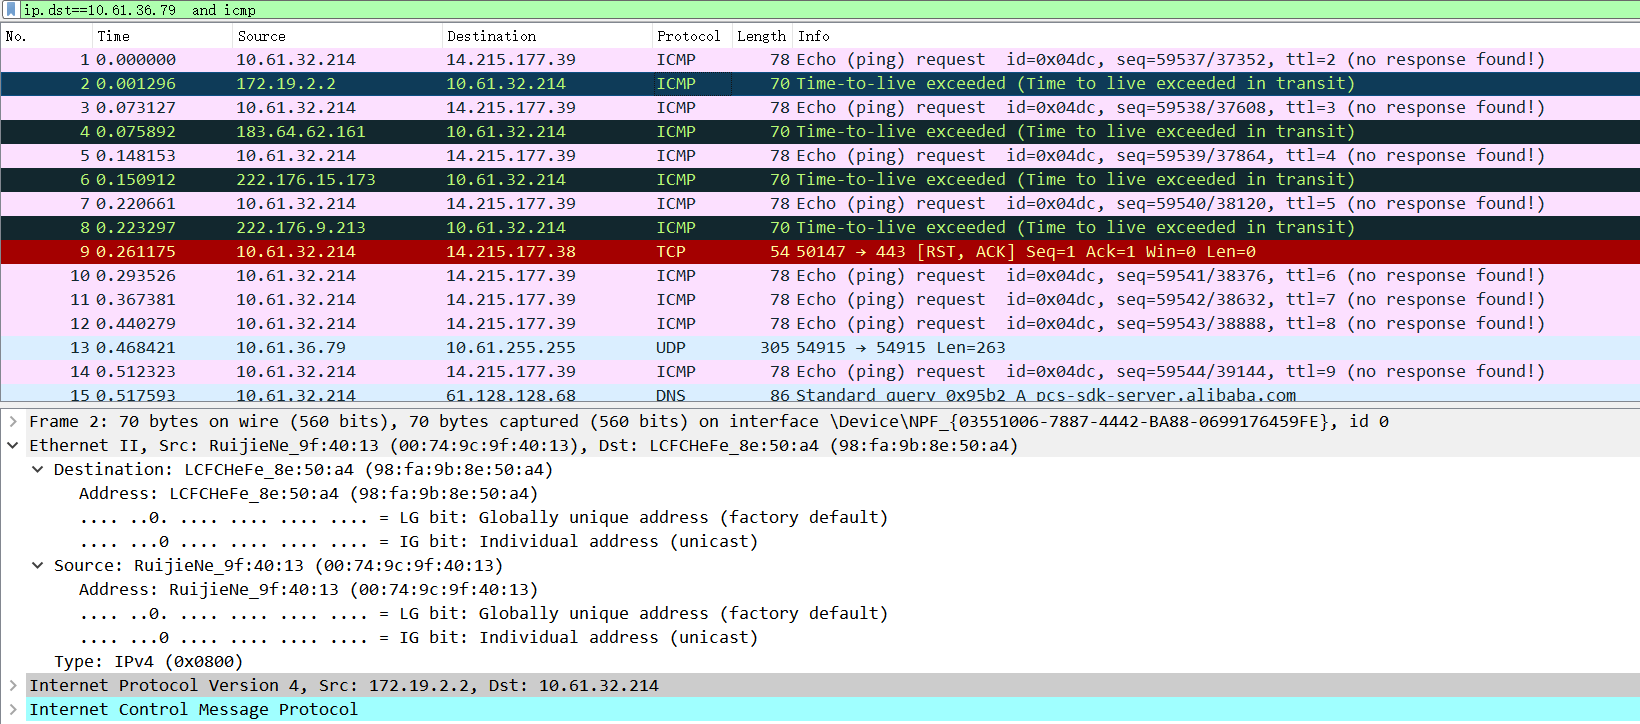 ip.dst==10.61.36.79  and icmp
No. Time Source Destination Protocol Length Info
1 0.000000 10.61.32.214 14.215.177.39 ICMP 78 Echo (ping) request  id=0x04dc, seq=59537/37352, ttl=2 (no response found!)
2 0.001296 172.19.2.2 10.61.32.214 ICMP 70 Time-to-live exceeded (Time to live exceeded in transit)
3 0.073127 10.61.32.214 14.215.177.39 ICMP 78 Echo (ping) request  id=0x04dc, seq=59538/37608, ttl=3 (no response found!)
4 0.075892 183.64.62.161 10.61.32.214 ICMP 70 Time-to-live exceeded (Time to live exceeded in transit)
5 0.148153 10.61.32.214 14.215.177.39 ICMP 78 Echo (ping) request  id=0x04dc, seq=59539/37864, ttl=4 (no response found!)
6 0.150912 222.176.15.173 10.61.32.214 ICMP 70 Time-to-live exceeded (Time to live exceeded in transit)
7 0.220661 10.61.32.214 14.215.177.39 ICMP 78 Echo (ping) request  id=0x04dc, seq=59540/38120, ttl=5 (no response found!)
8 0.223297 222.176.9.213 10.61.32.214 ICMP 70 Time-to-live exceeded (Time to live exceeded in transit)
9 0.261175 10.61.32.214 14.215.177.38 TCP 54 50147 → 443 [RST, ACK] Seq=1 Ack=1 Win=0 Len=0
10 0.293526 10.61.32.214 14.215.177.39 ICMP 78 Echo (ping) request  id=0x04dc, seq=59541/38376, ttl=6 (no response found!)
11 0.367381 10.61.32.214 14.215.177.39 ICMP 78 Echo (ping) request  id=0x04dc, seq=59542/38632, ttl=7 (no response found!)
12 0.440279 10.61.32.214 14.215.177.39 ICMP 78 Echo (ping) request  id=0x04dc, seq=59543/38888, ttl=8 (no response found!)
13 0.468421 10.61.36.79 10.61.255.255 UDP 305 54915 → 54915 Len=263
14 0.512323 10.61.32.214 14.215.177.39 ICMP 78 Echo (ping) request  id=0x04dc, seq=59544/39144, ttl=9 (no response found!)
15 0.517593 10.61.32.214 61.128.128.68 DNS 86 Standard query 0x95b2 A pcs-sdk-server.alibaba.com
Frame 2: 70 bytes on wire (560 bits), 70 bytes captured (560 bits) on interface \Device\NPF_{03551006-7887-4442-BA88-0699176459FE}, id 0
Ethernet II, Src: RuijieNe_9f:40:13 (00:74:9c:9f:40:13), Dst: LCFCHeFe_8e:50:a4 (98:fa:9b:8e:50:a4)
Destination: LCFCHeFe_8e:50:a4 (98:fa:9b:8e:50:a4)
Address: LCFCHeFe_8e:50:a4 (98:fa:9b:8e:50:a4)
.... ..0. .... .... .... .... = LG bit: Globally unique address (factory default)
.... ...0 .... .... .... .... = IG bit: Individual address (unicast)
Source: RuijieNe_9f:40:13 (00:74:9c:9f:40:13)
Address: RuijieNe_9f:40:13 (00:74:9c:9f:40:13)
.... ..0. .... .... .... .... = LG bit: Globally unique address (factory default)
.... ...0 .... .... .... .... = IG bit: Individual address (unicast)
Type: IPv4 (0x0800)
Internet Protocol Version 4, Src: 172.19.2.2, Dst: 10.61.32.214
Internet Control Message Protocol